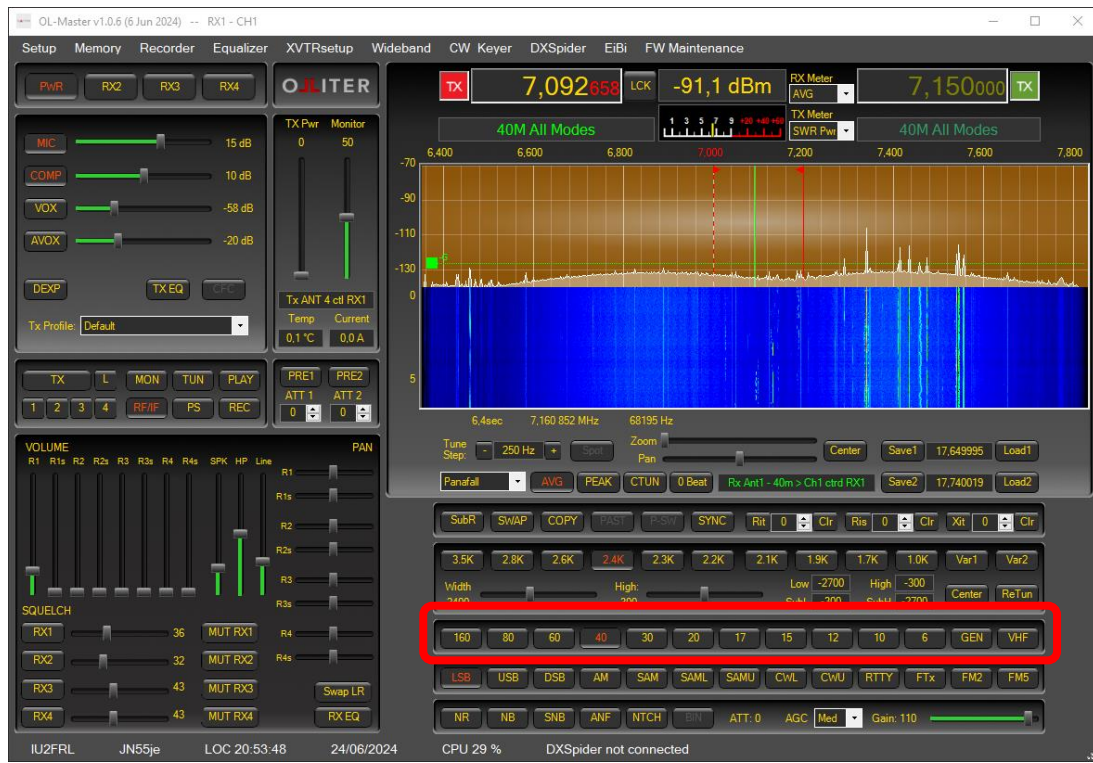 OL-Master v1.0.6 (6 Jun 2024) -- RX1 - CH1
Setup Memory Recorder Equalizer XVTRsetup Wideband CW Keyer DXSpider EiBi FW Maintenance
PWR RX2 RX3 RX4
OJLITER
TX 7,092658 LCK -91,1 dBm RX Meter AVG 7,150000 TX
TX Meter SWR Pwr
40M All Modes
1 3 5 7 9 +20 +40 +60
40M All Modes
MIC 15 dB
COMP 10 dB
VOX -58 dB
AVOX -20 dB
DEXP TX EQ CFC
Tx Profile: Default
TX Pwr Monitor
0 50
Tx ANT 4 ctl RX1
Temp Current
0,1 °C 0,0 A
6,400 6,600 6,800 7,000 7,200 7,400 7,600 7,800
-70
-90
-110
-130
0
5
6,4sec 7,160 852 MHz 68195 Hz
TX L MON TUN PLAY
1 2 3 4 RF/IF PS REC
PRE1 PRE2
ATT 1 ATT 2
0 0
Tune Step: - 250 Hz + Spot Zoom Pan Center Save1 17,649995 Load1
Panafall AVG PEAK CTUN 0 Beat Rx Ant1 - 40m > Ch1 ctrd RX1 Save2 17,740019 Load2
VOLUME PAN
R1 R1s R2 R2s R3 R3s R4 R4s SPK HP Line
R1
R1s
R2
R2s
R3
R3s
R4
R4s
SQUELCH
RX1 36 MUT RX1
RX2 32 MUT RX2
RX3 43 MUT RX3 Swap LR
RX4 43 MUT RX4 RX EQ
SubR SWAP COPY PAST P-SW SYNC Rit 0 Clr Ris 0 Clr Xit 0 Clr
3.5K 2.8K 2.6K 2.4K 2.3K 2.2K 2.1K 1.9K 1.7K 1.0K Var1 Var2
Width High: Low -2700 High -300 Center ReTun
160 80 60 40 30 20 17 15 12 10 6 GEN VHF
LSB USB DSB AM SAM SAML SAMU CWL CWU RTTY FTx FM2 FM5
NR NB SNB ANF NTCH BIN ATT: 0 AGC Med Gain: 110
IU2FRL JN55je LOC 20:53:48 24/06/2024 CPU 29 % DXSpider not connected